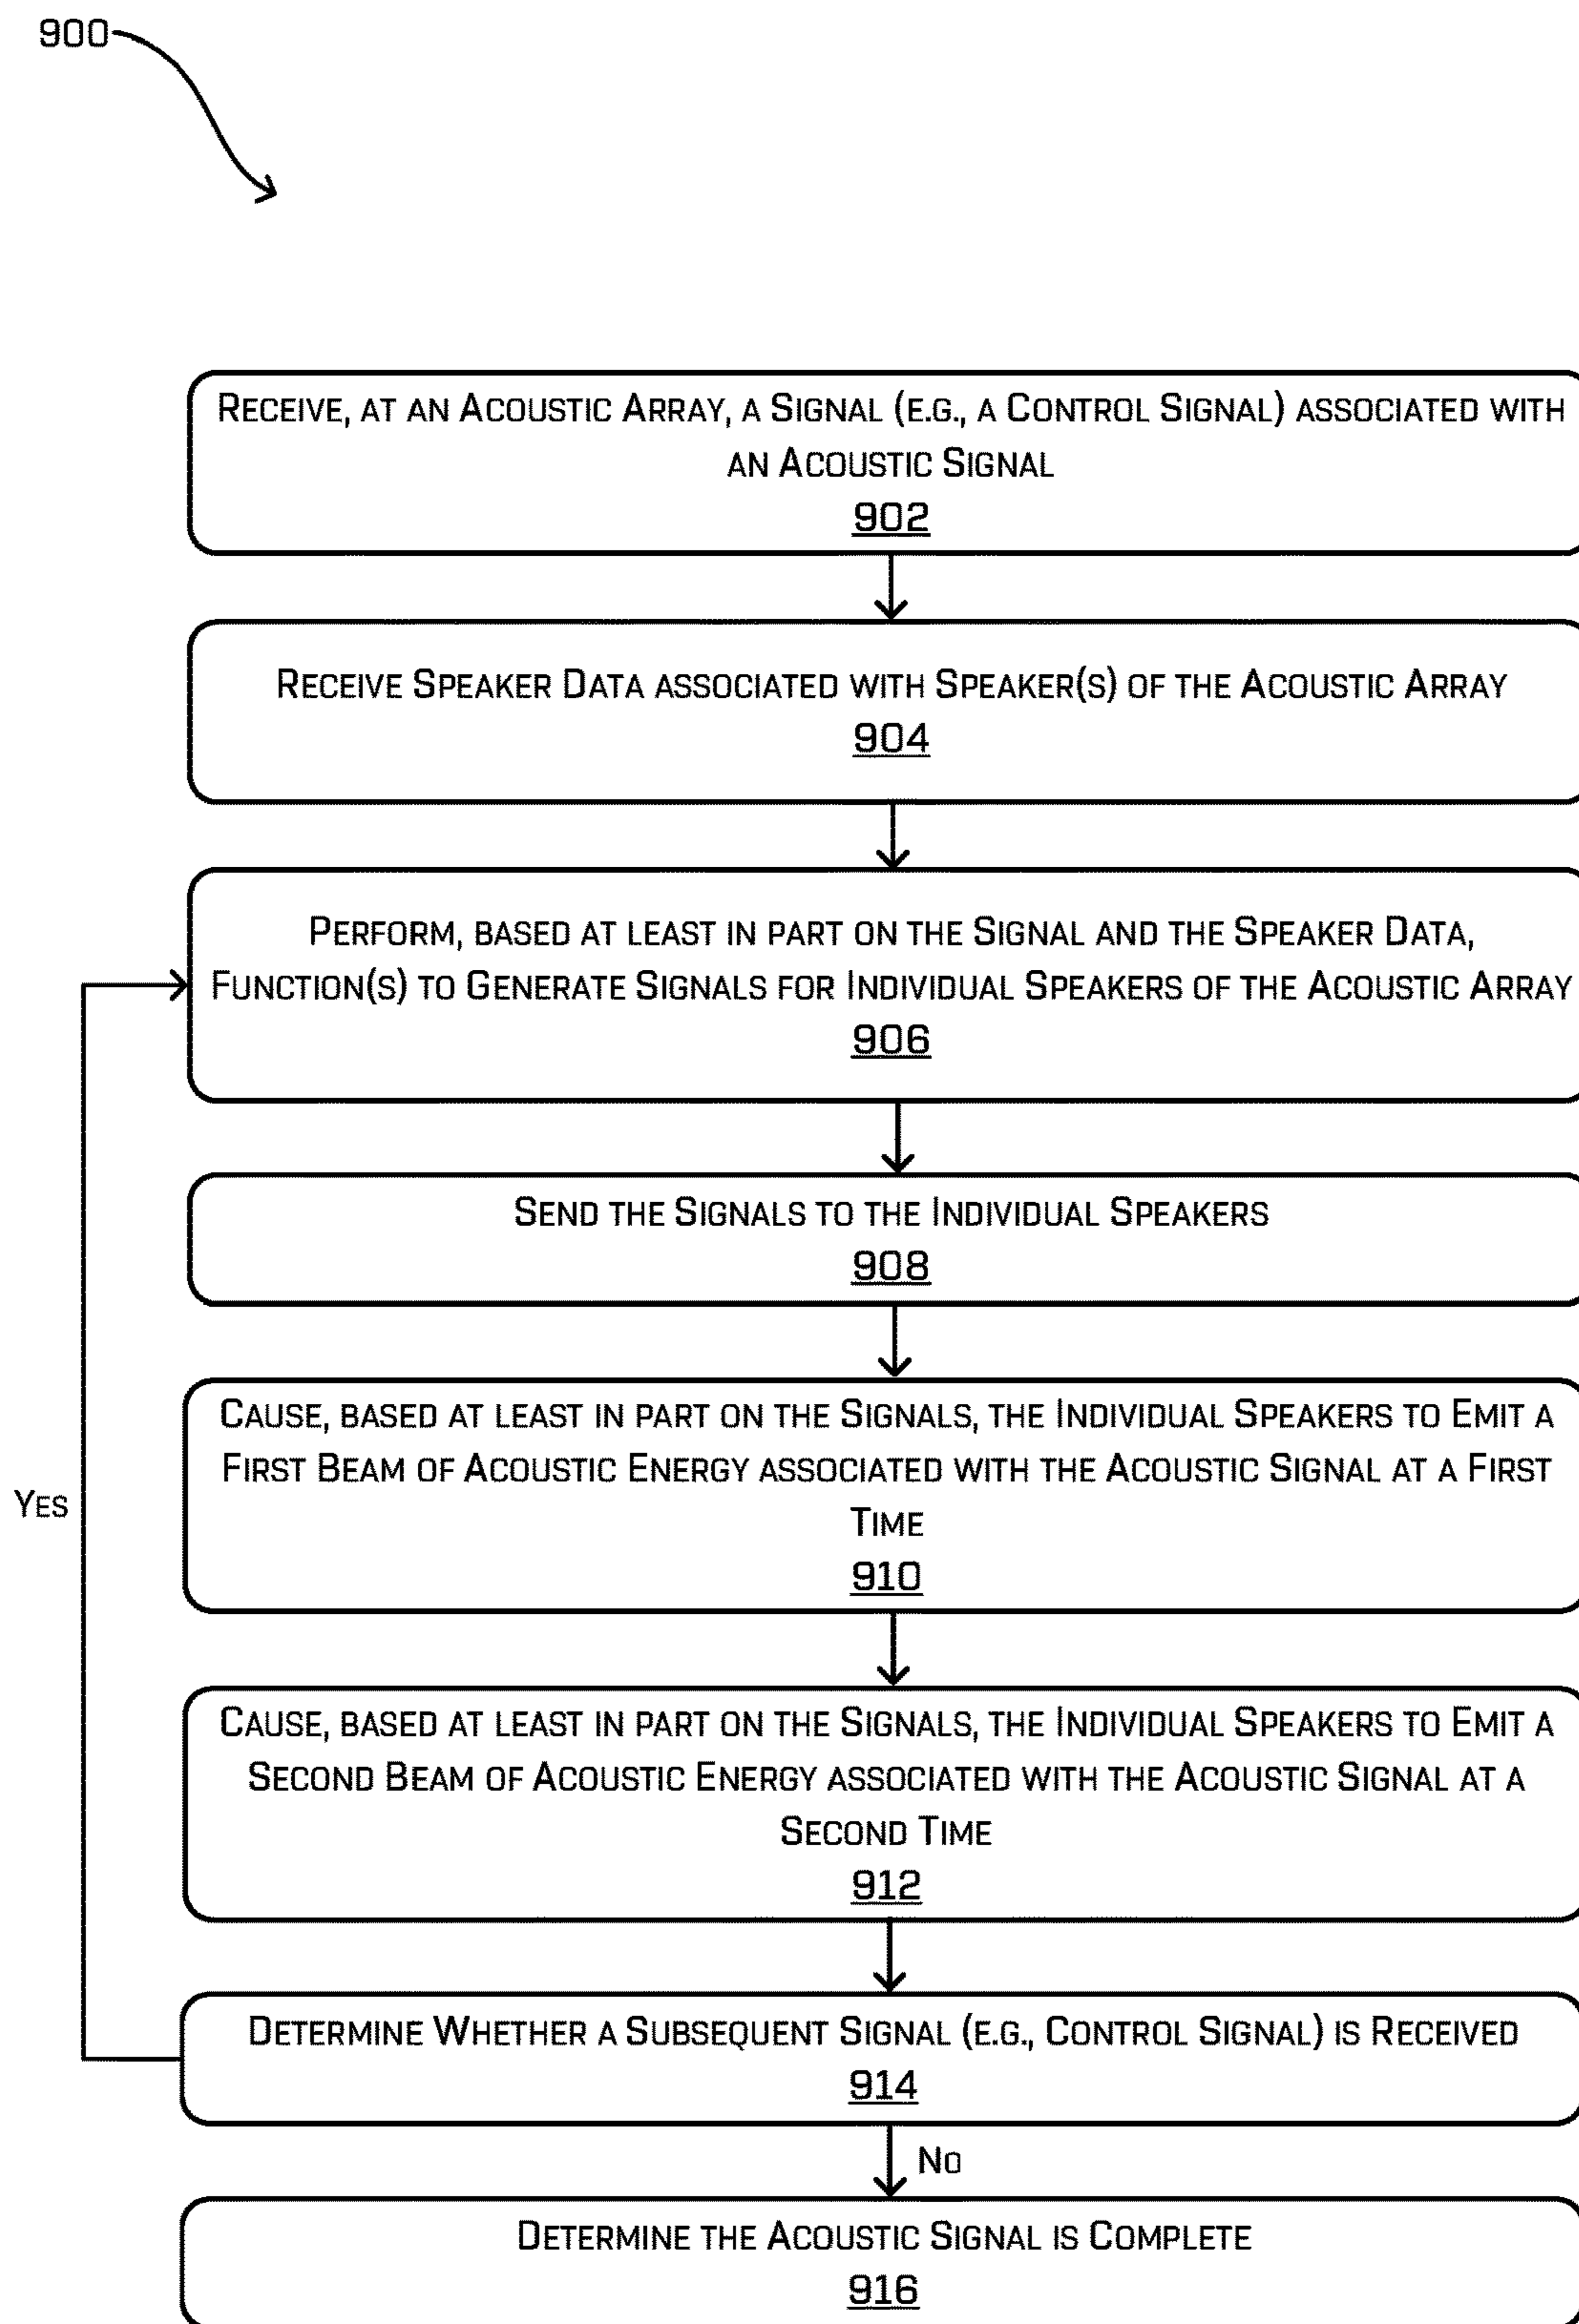 900
Receive, at an Acoustic Array, a Signal (e.g., a Control Signal) associated with
an Acoustic Signal
902
Receive Speaker Data associated with Speaker(s) of the Acoustic Array
904
Perform, based at least in part on the Signal and the Speaker Data,
Function(s) to Generate Signals for Individual Speakers of the Acoustic Array
906
Send the Signals to the Individual Speakers
908
Cause, based at least in part on the Signals, the Individual Speakers to Emit a
First Beam of Acoustic Energy associated with the Acoustic Signal at a First
Time
910
Yes
Cause, based at least in part on the Signals, the Individual Speakers to Emit a
Second Beam of Acoustic Energy associated with the Acoustic Signal at a
Second Time
912
Determine Whether a Subsequent Signal (e.g., Control Signal) is Received
914
No
Determine the Acoustic Signal is Complete
916